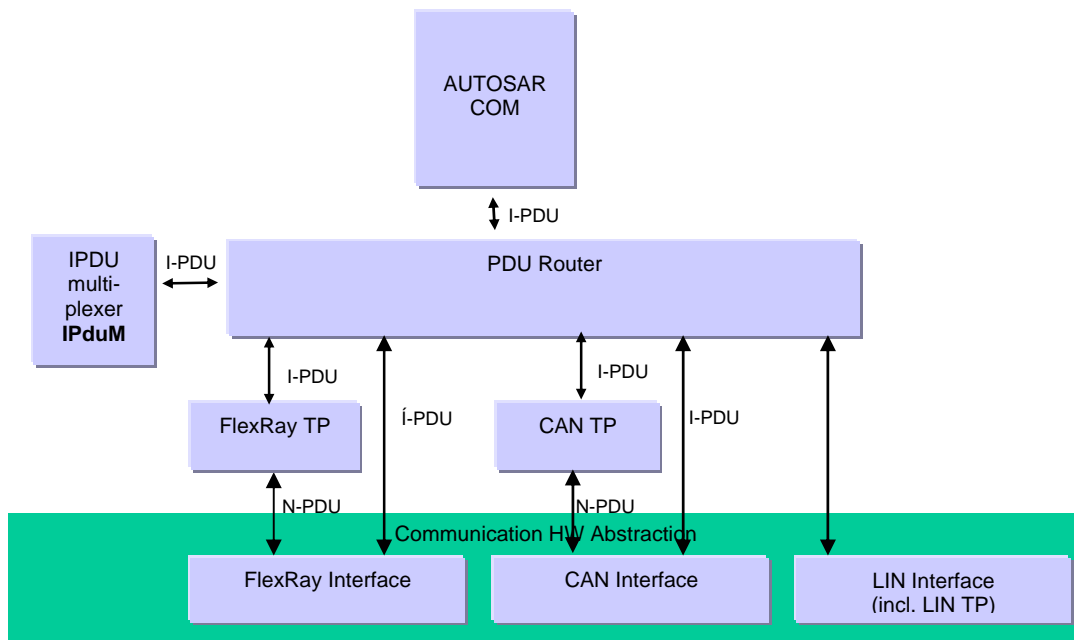 AUTOSAR
COM
I-PDU
IPDU
multi-
plexer
IPduM
I-PDU
PDU Router
I-PDU
Í-PDU
I-PDU
I-PDU
FlexRay TP
CAN TP
N-PDU
N-PDU
Communication HW Abstraction
FlexRay Interface
CAN Interface
LIN Interface
(incl. LIN TP)